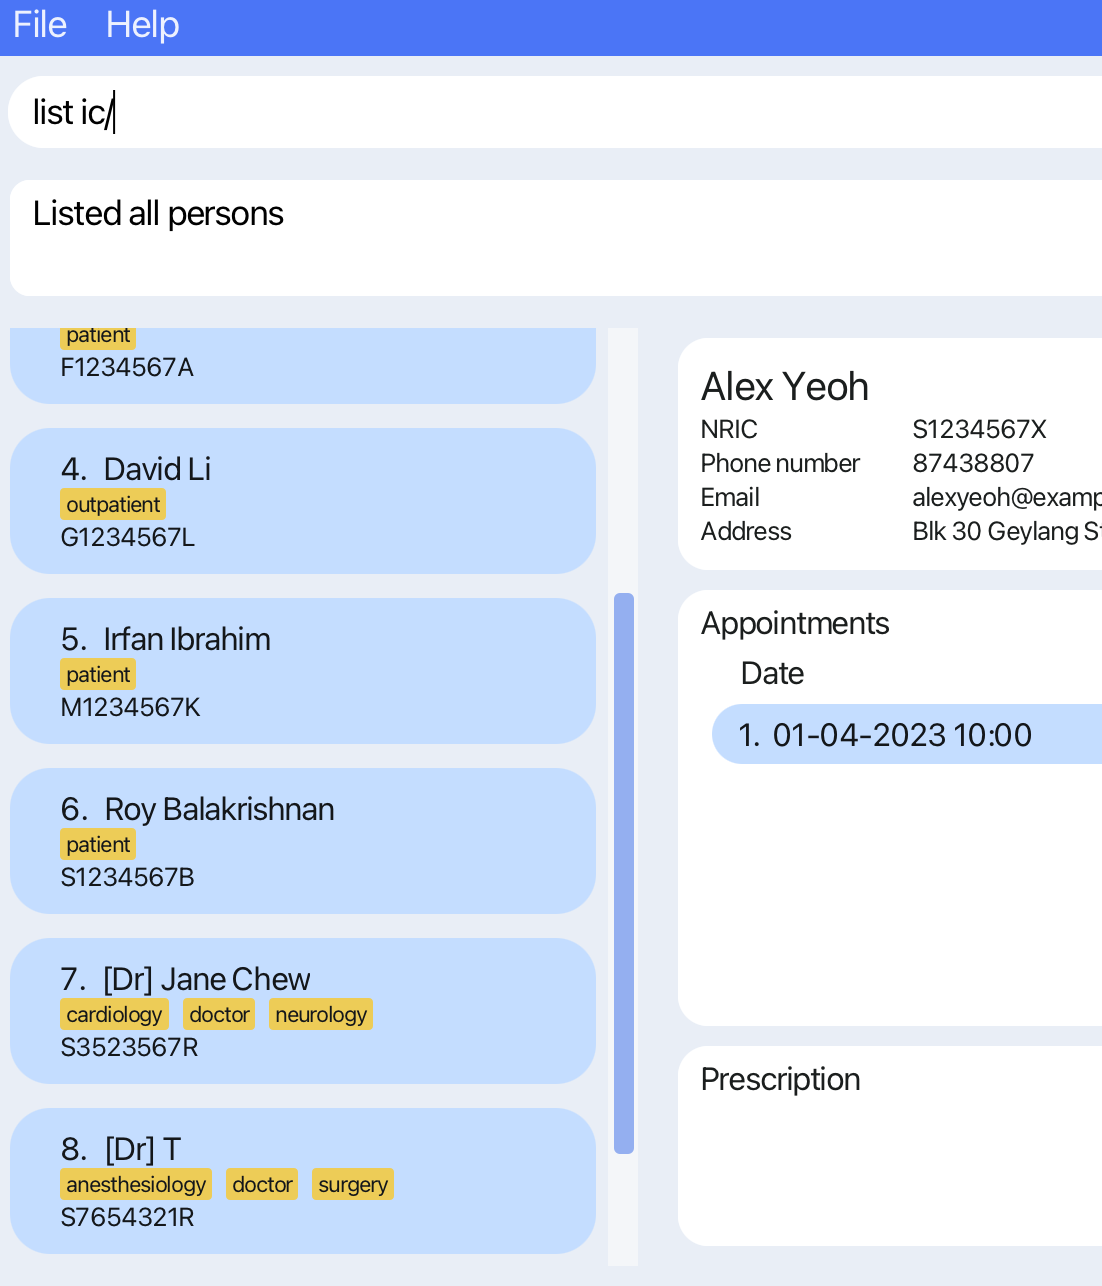 File Help
list ic/
Listed all persons
patient
F1234567A
4. David Li
outpatient
G1234567L
5. Irfan Ibrahim
patient
M1234567K
6. Roy Balakrishnan
patient
S1234567B
7. [Dr] Jane Chew
cardiology doctor neurology
S3523567R
8. [Dr] T
anesthesiology doctor surgery
S7654321R
Alex Yeoh
NRIC S1234567X
Phone number 87438807
Email alexyeoh@examp
Address Blk 30 Geylang St
Appointments
Date
1. 01-04-2023 10:00
Prescription